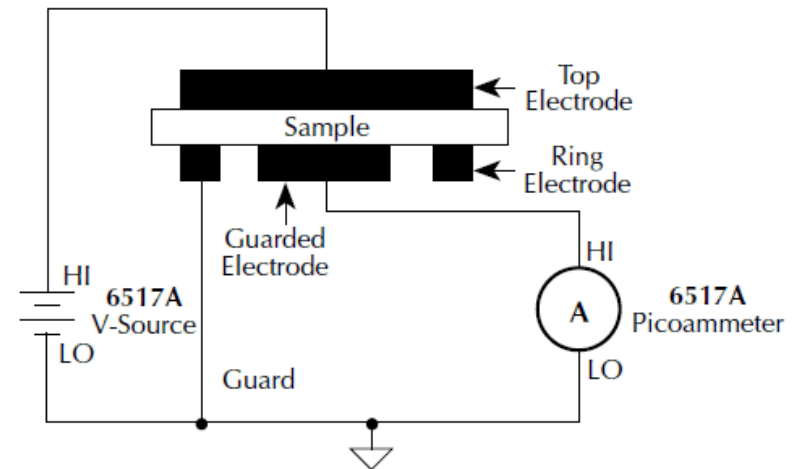 Top
Electrode
Sample
Ring
Electrode
Guarded
Electrode
HI
6517A
V-Source
LO
Guard
HI
A
6517A
Picoammeter
LO